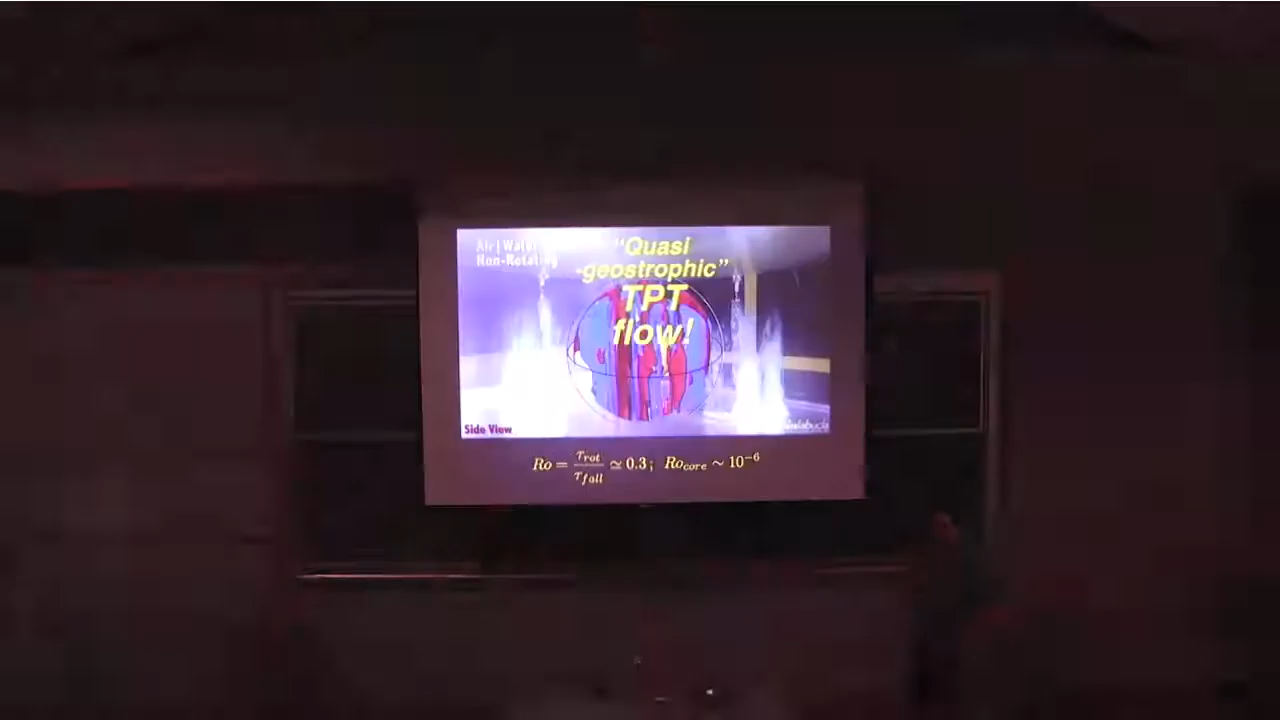 Air | Water
Non-Rotating
"Quasi
-geostrophic"
TPT
flow!
Side View
Ro = τrot / τfall ≃ 0.3 ; Rocore ∼ 10⁻⁶